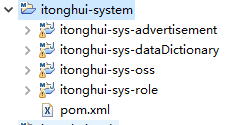 itonghui-system
itonghui-sys-advertisement
itonghui-sys-dataDictionary
itonghui-sys-oss
itonghui-sys-role
pom.xml